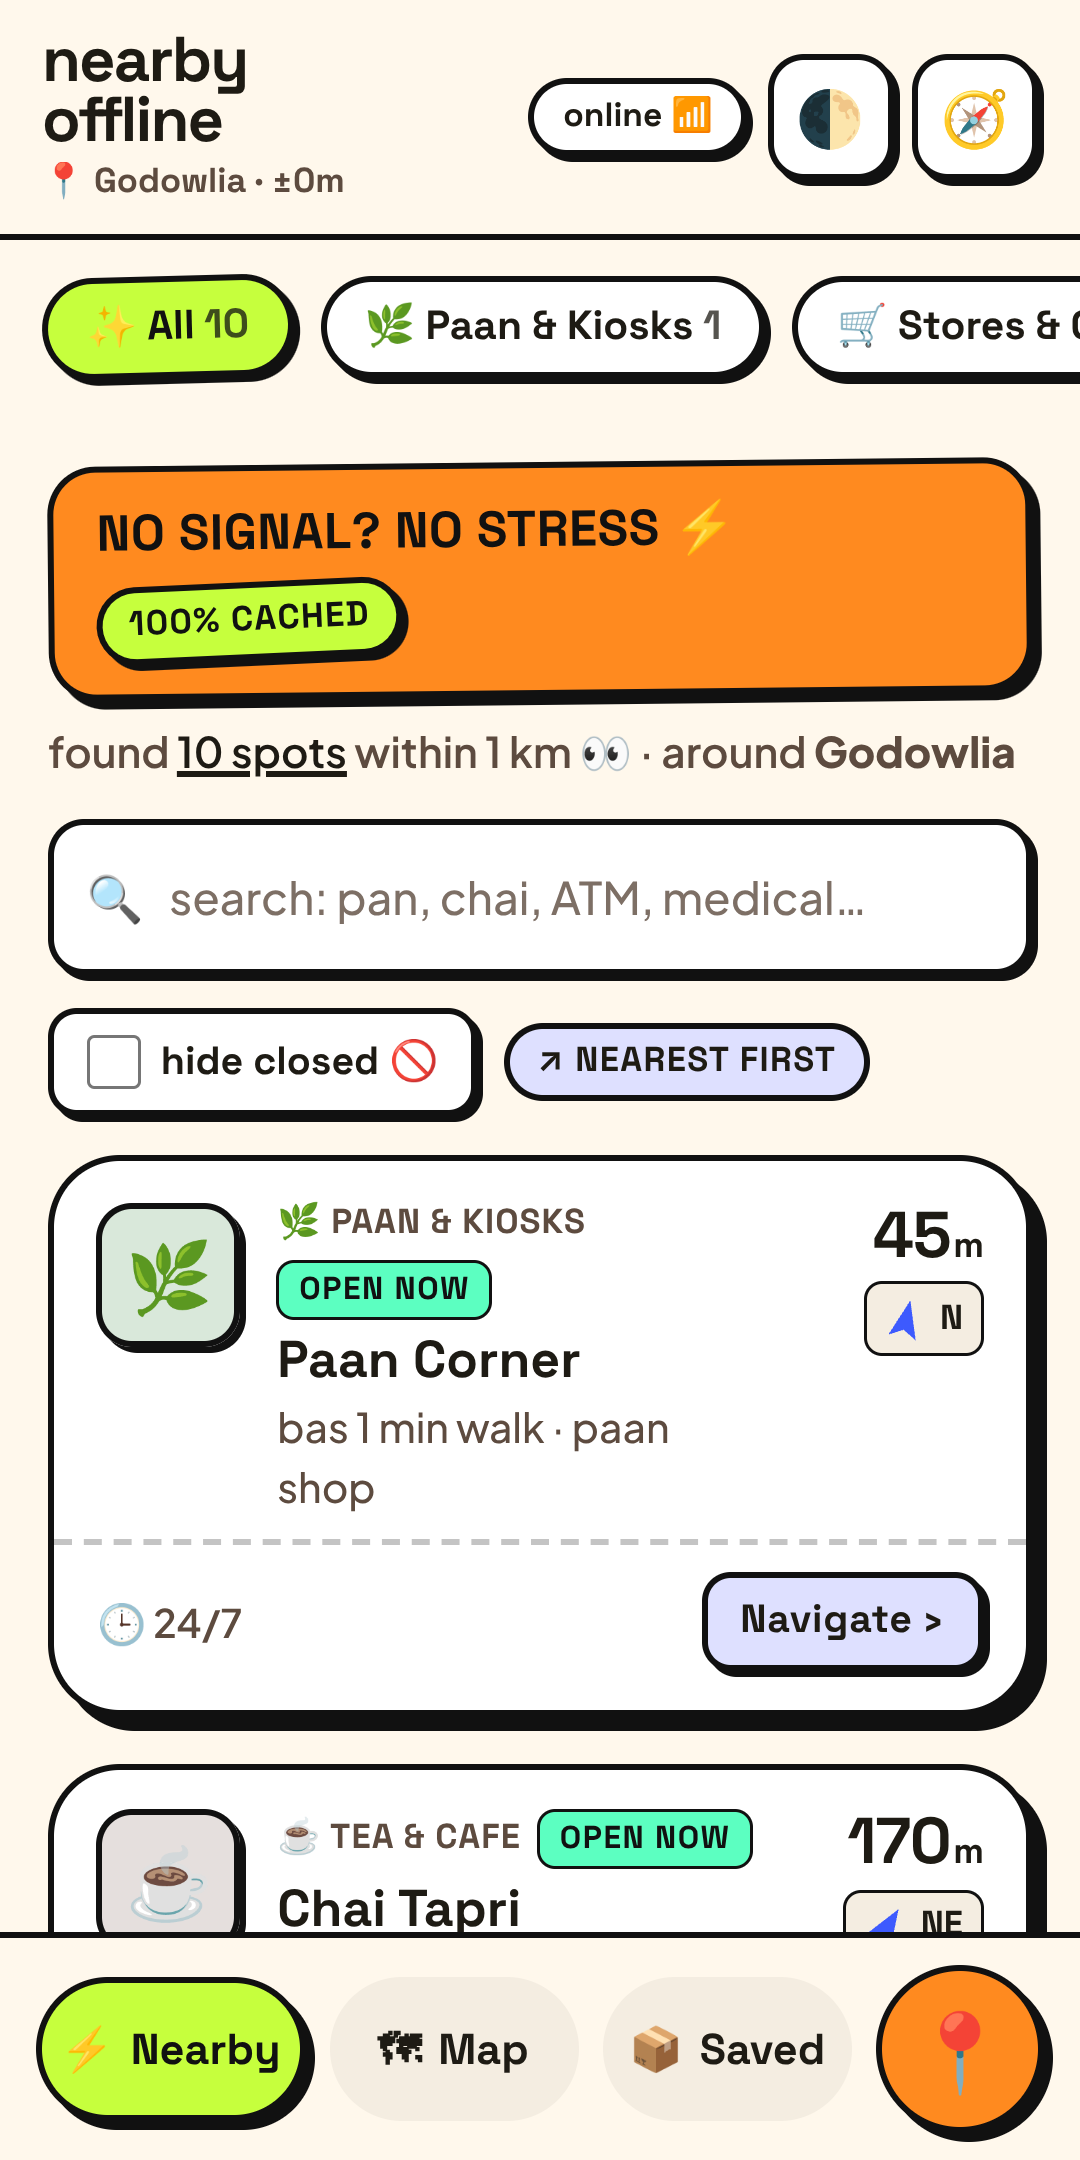 nearby
offline
📍 Godowlia · ±0m
online 📶
✨ All 10
🌿 Paan & Kiosks 1
🛒 Stores &
NO SIGNAL? NO STRESS ⚡
100% CACHED
found 10 spots within 1 km 👀 · around Godowlia
🔍 search: pan, chai, ATM, medical…
hide closed 🚫
↗ NEAREST FIRST
🌿 PAAN & KIOSKS
OPEN NOW
45m
N
Paan Corner
bas 1 min walk · paan
shop
🕒 24/7
Navigate >
☕ TEA & CAFE
OPEN NOW
170m
NE
Chai Tapri
⚡ Nearby
🗺 Map
📦 Saved